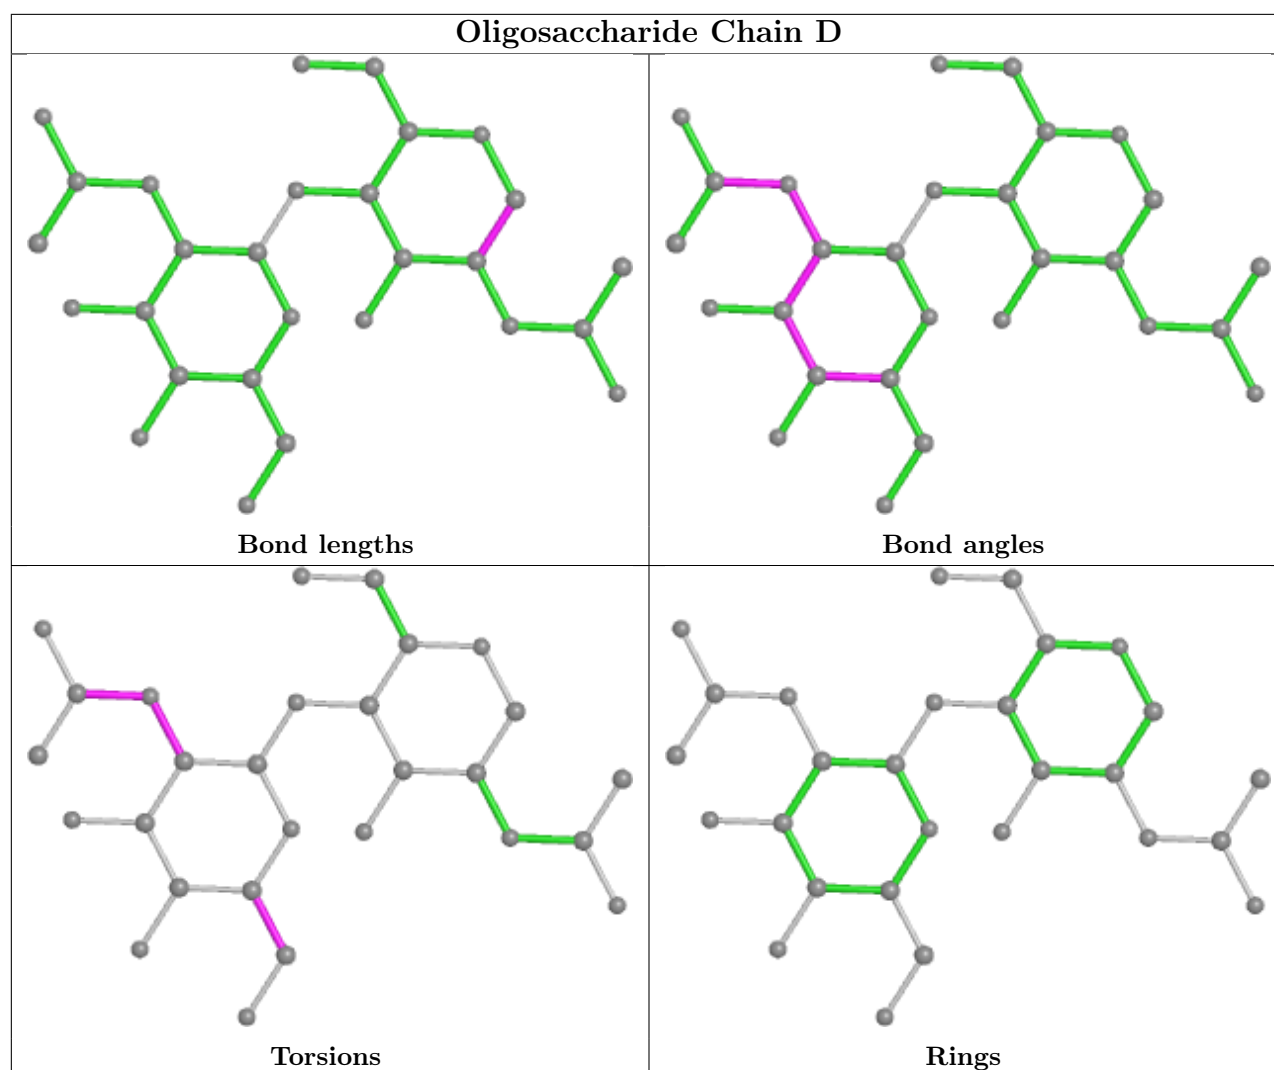 Oligosaccharide Chain D
Bond lengths
Bond angles
Torsions
Rings